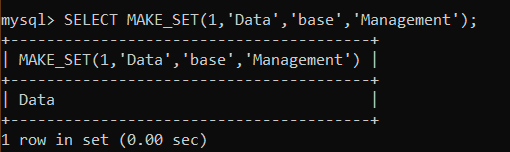 mysql> SELECT MAKE_SET(1,'Data','base','Management');
+---------------------------------------+
| MAKE_SET(1,'Data','base','Management') |
+---------------------------------------+
| Data                                   |
+---------------------------------------+
1 row in set (0.00 sec)